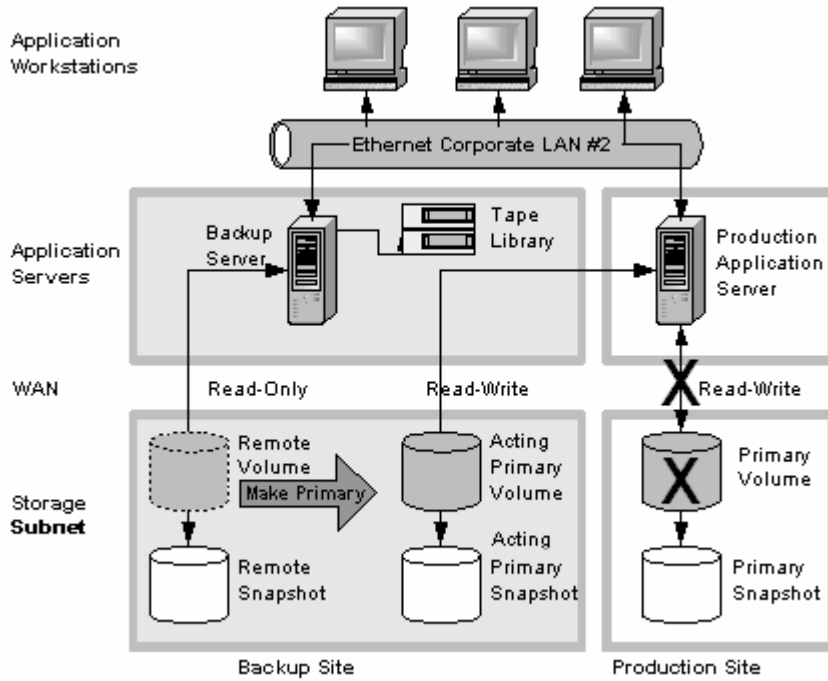 Application
Workstations
Ethernet Corporate LAN #2
Application
Servers
Backup
Server
Tape
Library
Production
Application
Server
WAN
Read-Only
Read-Write
X
Read-Write
Storage
Subnet
Remote
Volume
Make Primary
Acting
Primary
Volume
X
Primary
Volume
Remote
Snapshot
Acting
Primary
Snapshot
Primary
Snapshot
Backup Site
Production Site